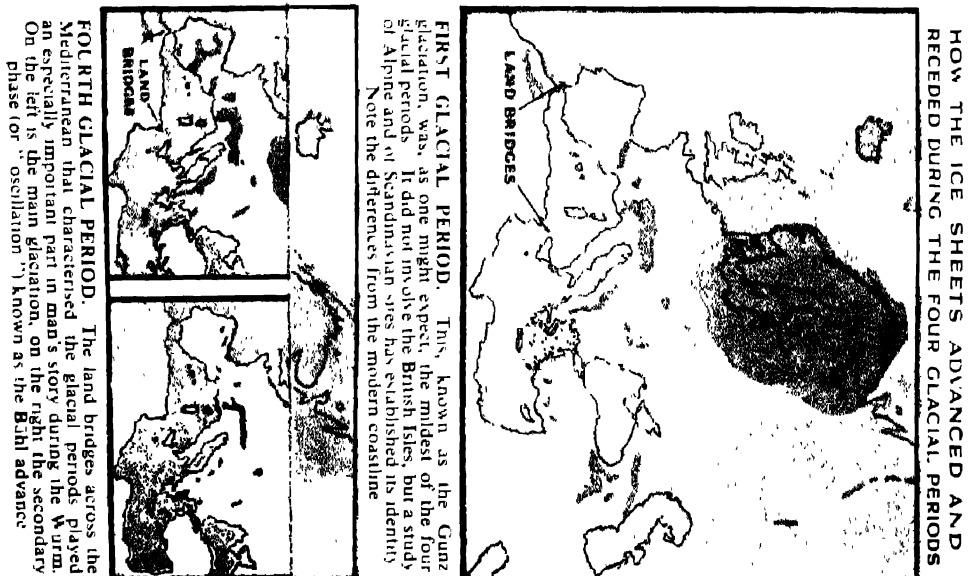 HOW THE ICE SHEETS ADVANCED AND
RECEDED DURING THE FOUR GLACIAL PERIODS
LAND BRIDGES
FIRST GLACIAL PERIOD. This, known as the Gunz
glaciation, was, as one might expect, the mildest of the four
glacial periods It did not involve the British Isles, but a study
of Alpine and of Scandinavian sites has established its identity
Note the differences from the modern coastline
LAND
BRIDGES
FOURTH GLACIAL PERIOD. The land bridges across the
Mediterranean that characterised the glacial periods played
an especially important part in man's story during the Wurm.
On the left is the main glaciation, on the right the secondary
phase (or "oscillation") known as the Bühl advance